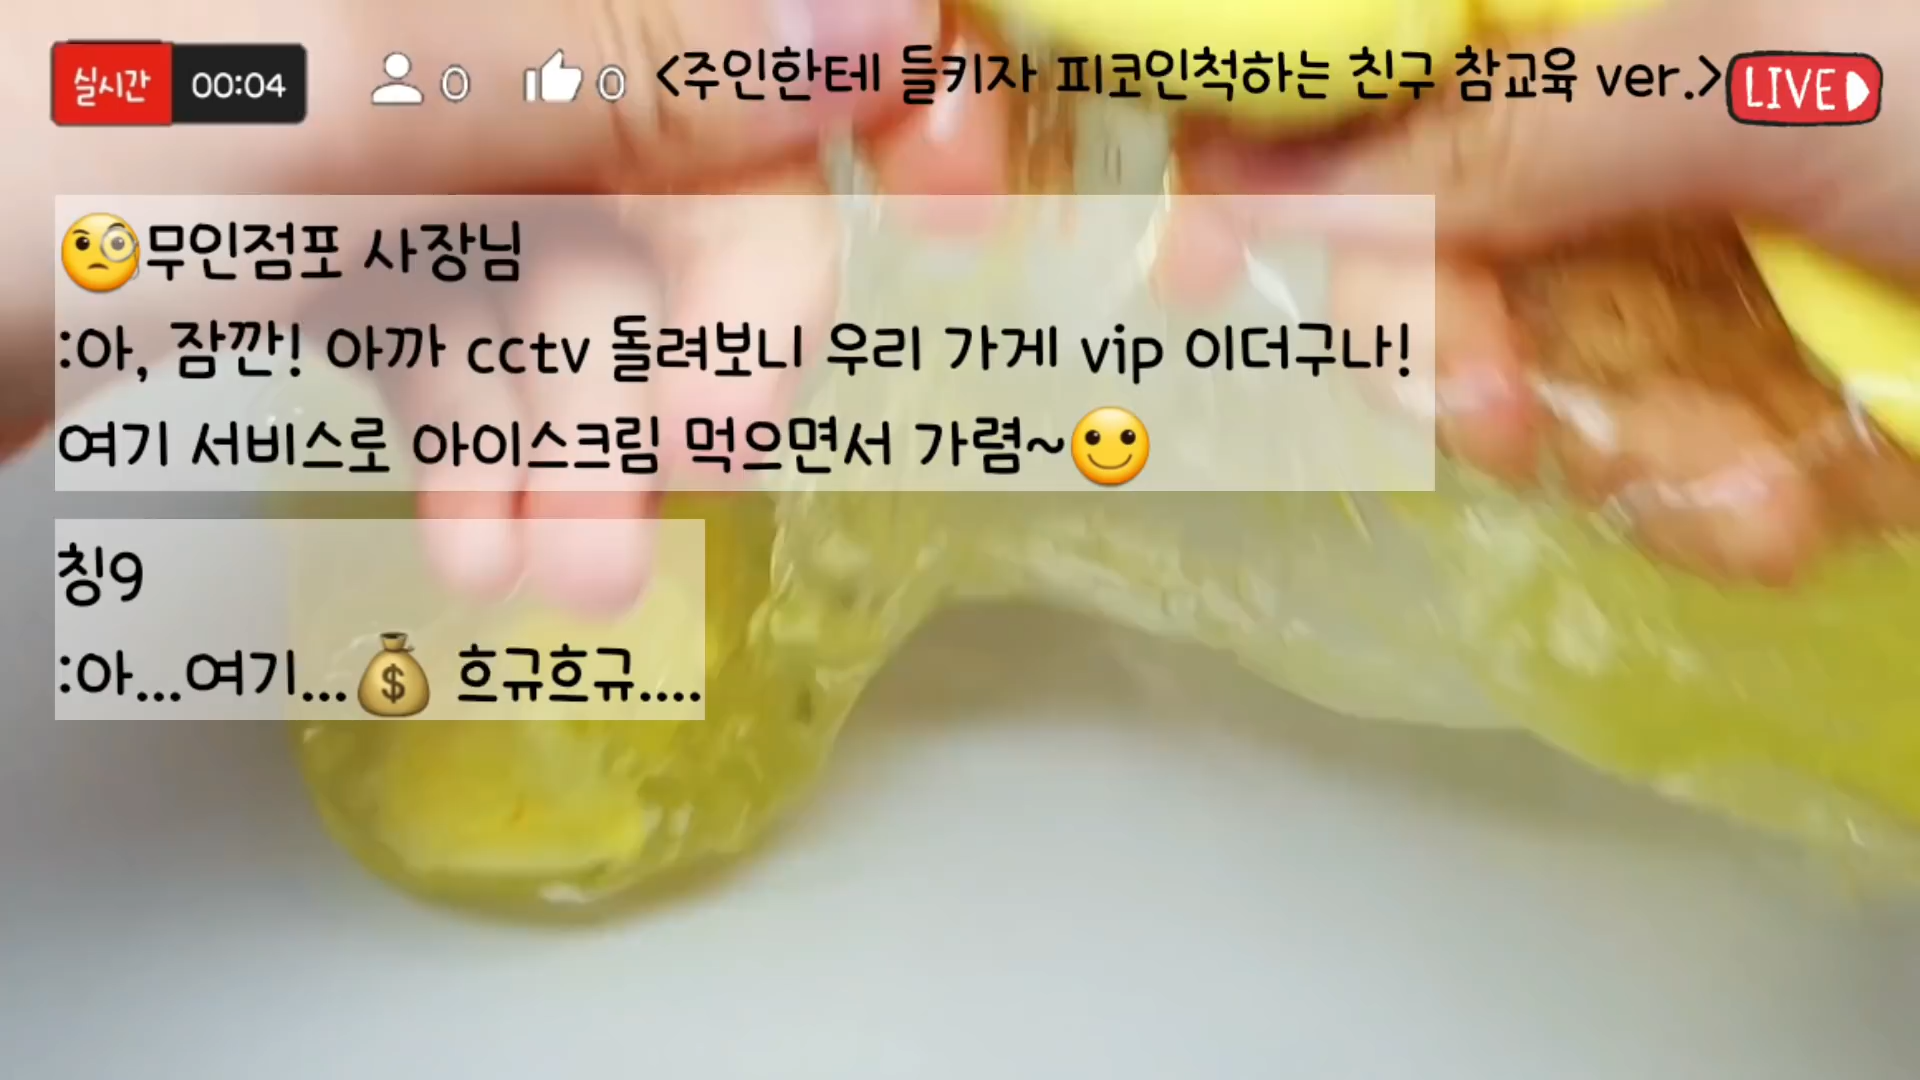 실시간 00:04 0 0 <주인한테 들키자 피코인척하는 친구 참교육 ver.> LIVE
🧐무인점포 사장님
:아, 잠깐! 아까 cctv 돌려보니 우리 가게 vip 이더구나!
여기 서비스로 아이스크림 먹으면서 가렴~🙂
칭9
:아...여기...💰 흐규흐규....